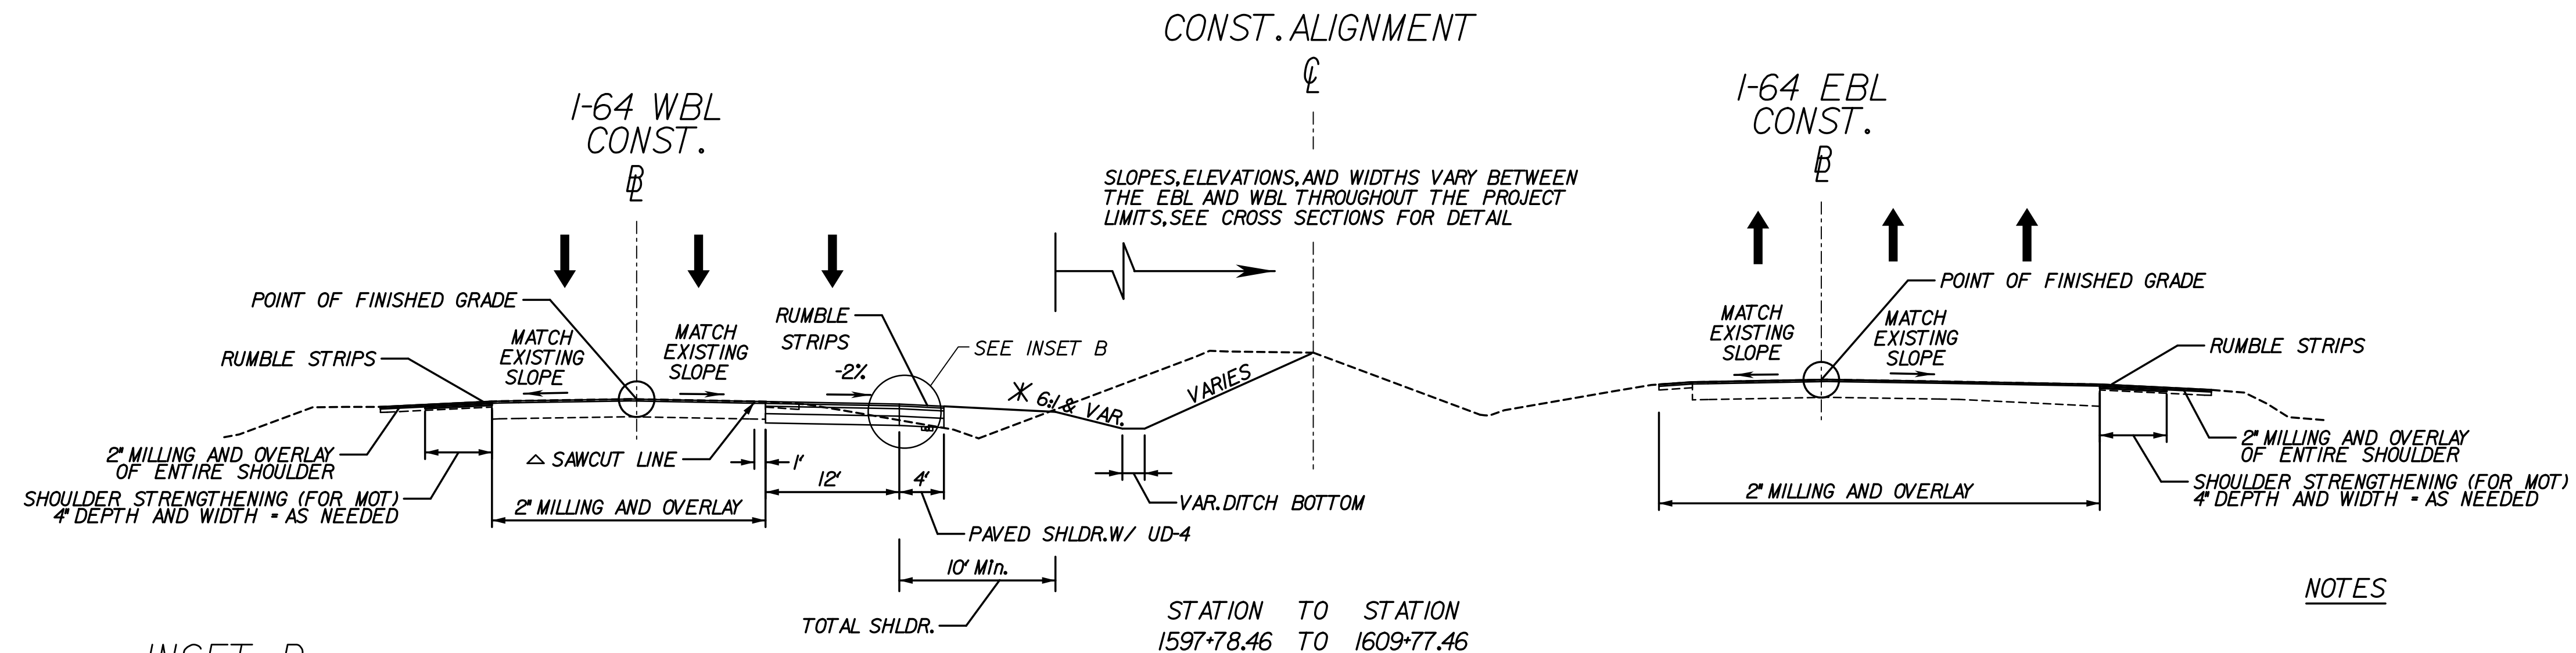 CONST. ALIGNMENT
℄
I-64 WBL
CONST.
BL
I-64 EBL
CONST.
BL
SLOPES, ELEVATIONS, AND WIDTHS VARY BETWEEN
THE EBL AND WBL THROUGHOUT THE PROJECT
LIMITS, SEE CROSS SECTIONS FOR DETAIL
POINT OF FINISHED GRADE
RUMBLE STRIPS
MATCH
EXISTING
SLOPE
MATCH
EXISTING
SLOPE
RUMBLE
STRIPS
-2%
SEE INSET B
* 6:1 & VAR.
VARIES
MATCH
EXISTING
SLOPE
MATCH
EXISTING
SLOPE
POINT OF FINISHED GRADE
RUMBLE STRIPS
2" MILLING AND OVERLAY
OF ENTIRE SHOULDER
SHOULDER STRENGTHENING (FOR MOT)
4" DEPTH AND WIDTH = AS NEEDED
△ SAWCUT LINE
1'
12'
4'
2" MILLING AND OVERLAY
PAVED SHLDR. W/ UD-4
VAR. DITCH BOTTOM
10' Min.
TOTAL SHLDR.
2" MILLING AND OVERLAY
2" MILLING AND OVERLAY
OF ENTIRE SHOULDER
SHOULDER STRENGTHENING (FOR MOT)
4" DEPTH AND WIDTH = AS NEEDED
STATION TO STATION
1597+78.46 TO 1609+77.46
NOTES